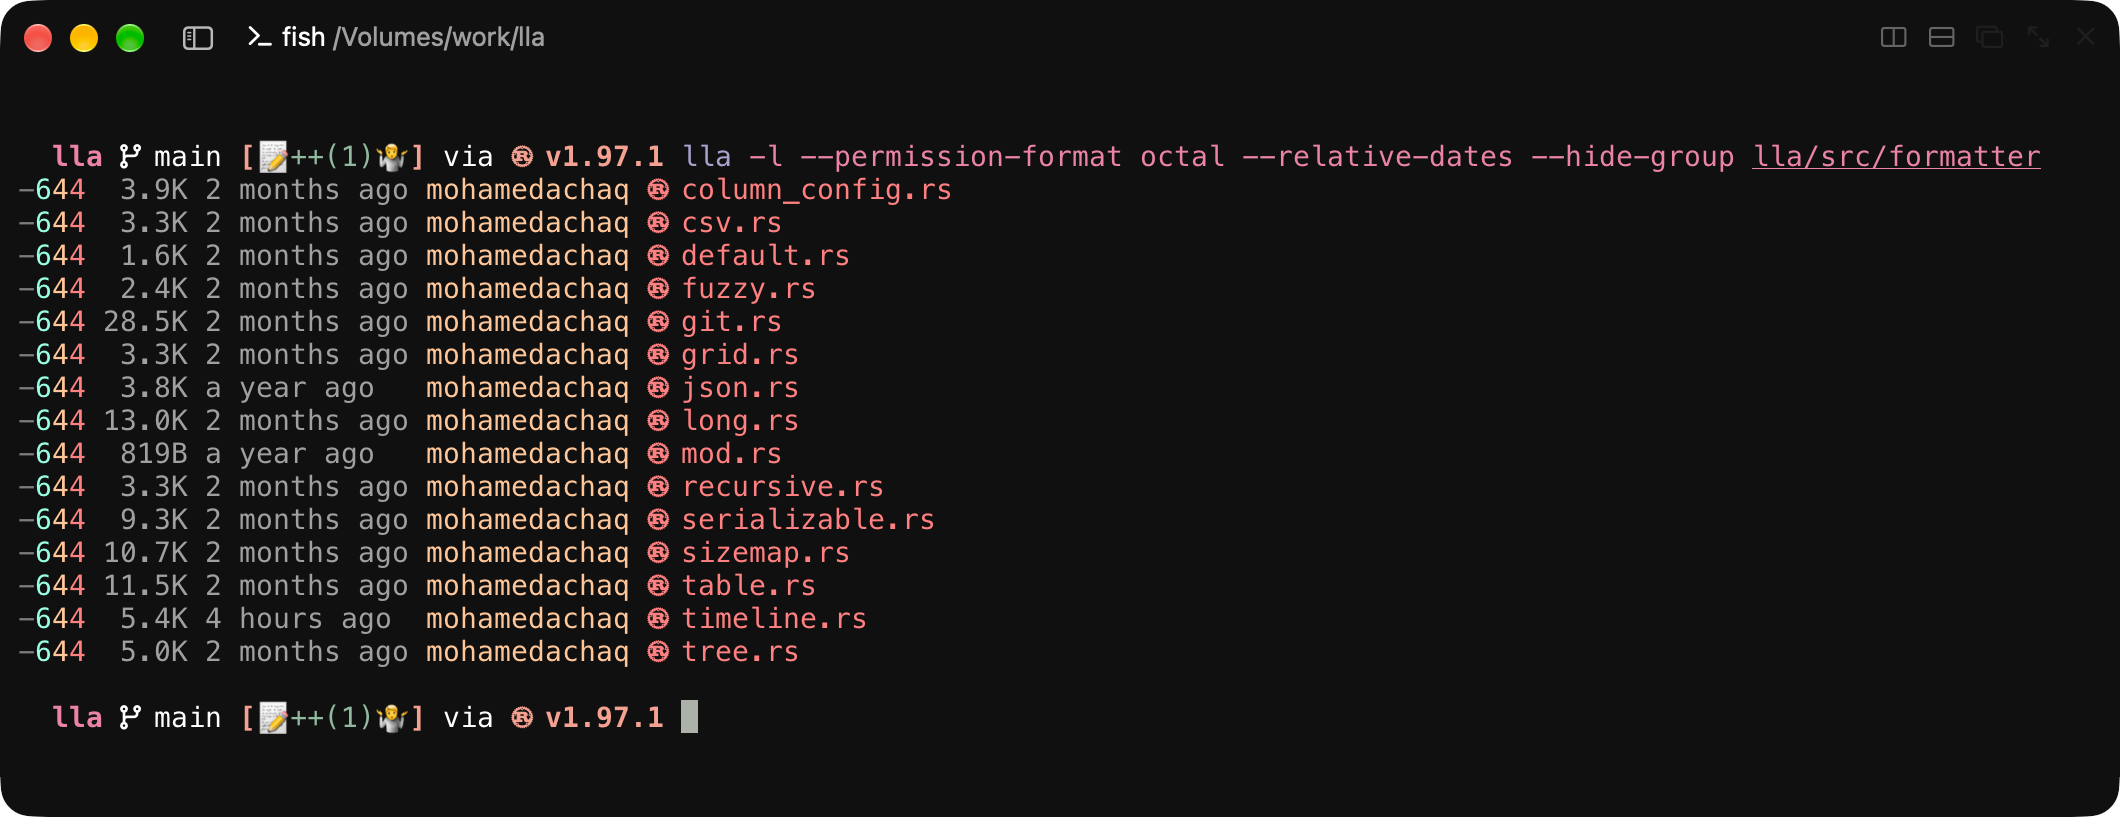 fish /Volumes/work/lla
lla main [📝++(1)🤷] via v1.97.1 lla -l --permission-format octal --relative-dates --hide-group lla/src/formatter
-644 3.9K 2 months ago mohamedachaq column_config.rs
-644 3.3K 2 months ago mohamedachaq csv.rs
-644 1.6K 2 months ago mohamedachaq default.rs
-644 2.4K 2 months ago mohamedachaq fuzzy.rs
-644 28.5K 2 months ago mohamedachaq git.rs
-644 3.3K 2 months ago mohamedachaq grid.rs
-644 3.8K a year ago mohamedachaq json.rs
-644 13.0K 2 months ago mohamedachaq long.rs
-644 819B a year ago mohamedachaq mod.rs
-644 3.3K 2 months ago mohamedachaq recursive.rs
-644 9.3K 2 months ago mohamedachaq serializable.rs
-644 10.7K 2 months ago mohamedachaq sizemap.rs
-644 11.5K 2 months ago mohamedachaq table.rs
-644 5.4K 4 hours ago mohamedachaq timeline.rs
-644 5.0K 2 months ago mohamedachaq tree.rs
lla main [📝++(1)🤷] via v1.97.1